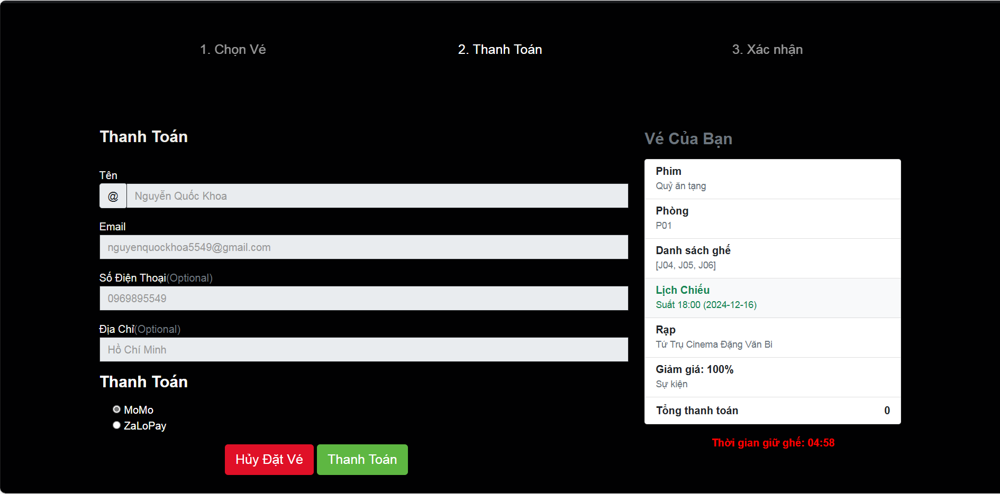 1. Chọn Vé
2. Thanh Toán
3. Xác nhận
Thanh Toán
Tên
@ Nguyễn Quốc Khoa
Email
nguyenquockhoa5549@gmail.com
Số Điện Thoại(Optional)
0969895549
Địa Chỉ(Optional)
Hồ Chí Minh
Thanh Toán
MoMo
ZaLoPay
Hủy Đặt Vé
Thanh Toán
Vé Của Bạn
Phim
Quỷ ăn tạng
Phòng
P01
Danh sách ghế
[J04, J05, J06]
Lịch Chiếu
Suất 18:00 (2024-12-16)
Rạp
Tứ Trụ Cinema Đặng Văn Bi
Giảm giá: 100%
Sự kiện
Tổng thanh toán 0
Thời gian giữ ghế: 04:58